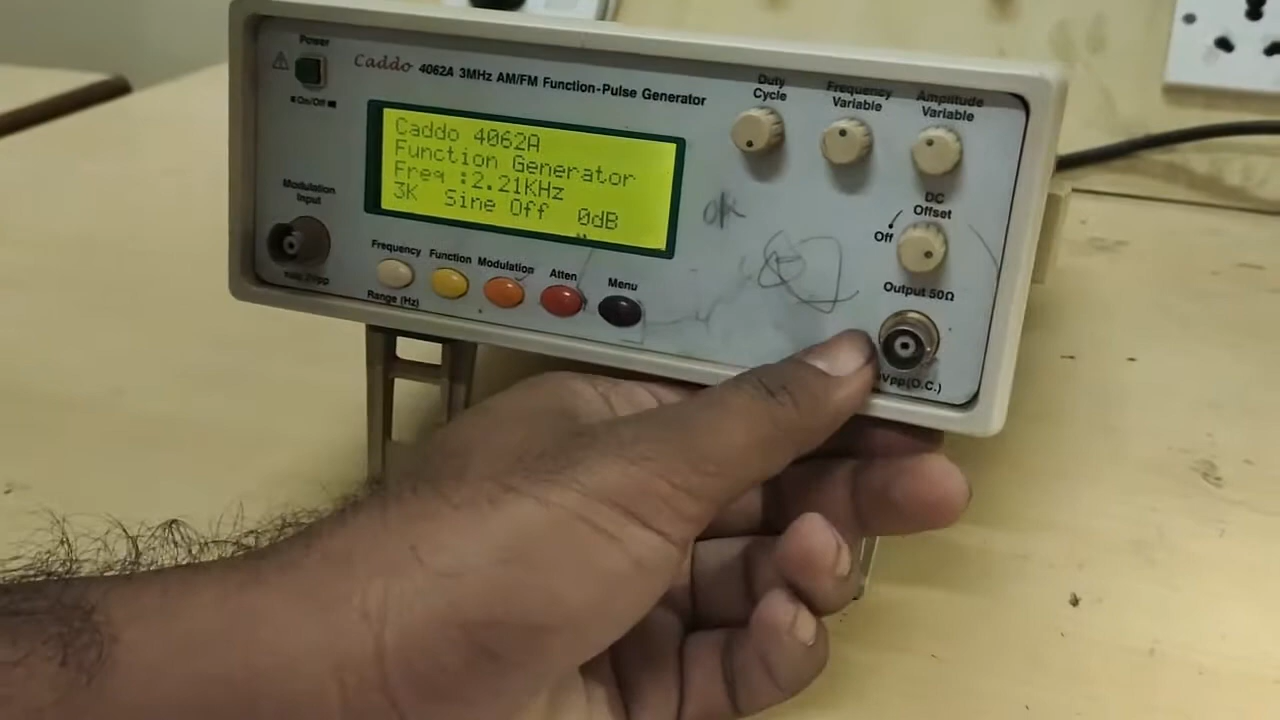 Power
Caddo 4062A 3MHz AM/FM Function-Pulse Generator
On/Off
Duty Cycle
Frequency Variable
Amplitude Variable
Caddo 4062A
Function Generator
Freq :2.21KHz
3K Sine Off 0dB
Modulation Input
OK
DC Offset
Off
Frequency
Function
Modulation
Atten
Menu
Range (Hz)
Output 50Ω
Vpp(O.C.)